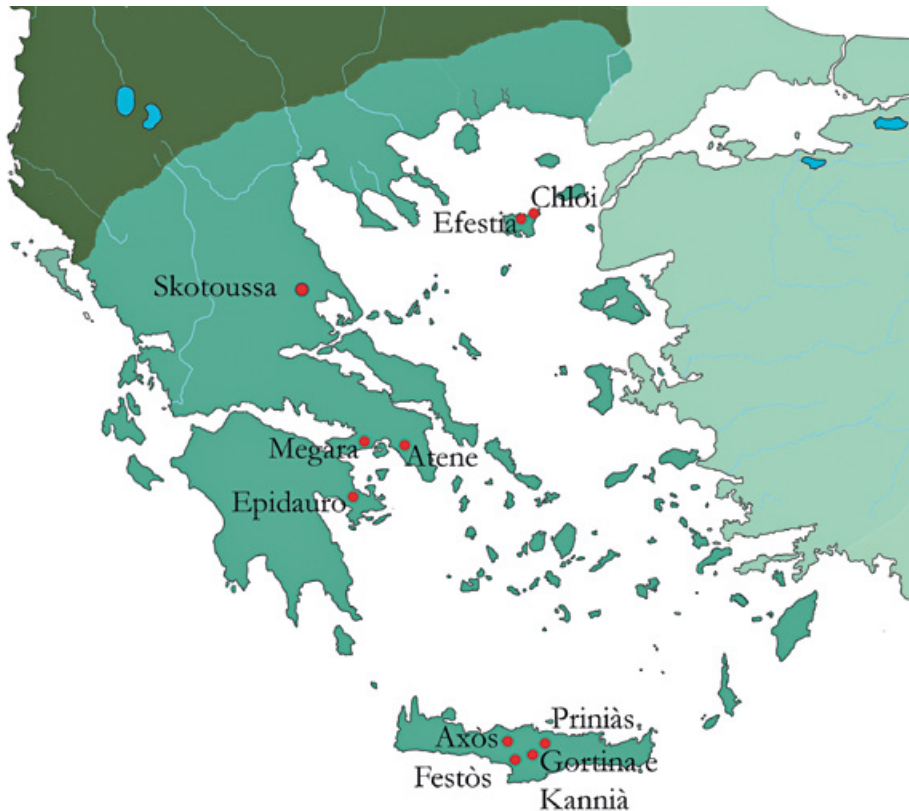 Chloi
Efestia
Skotoussa
Megara
Atene
Epidauro
Priniàs
Axòs
Gortina e
Festòs
Kannià